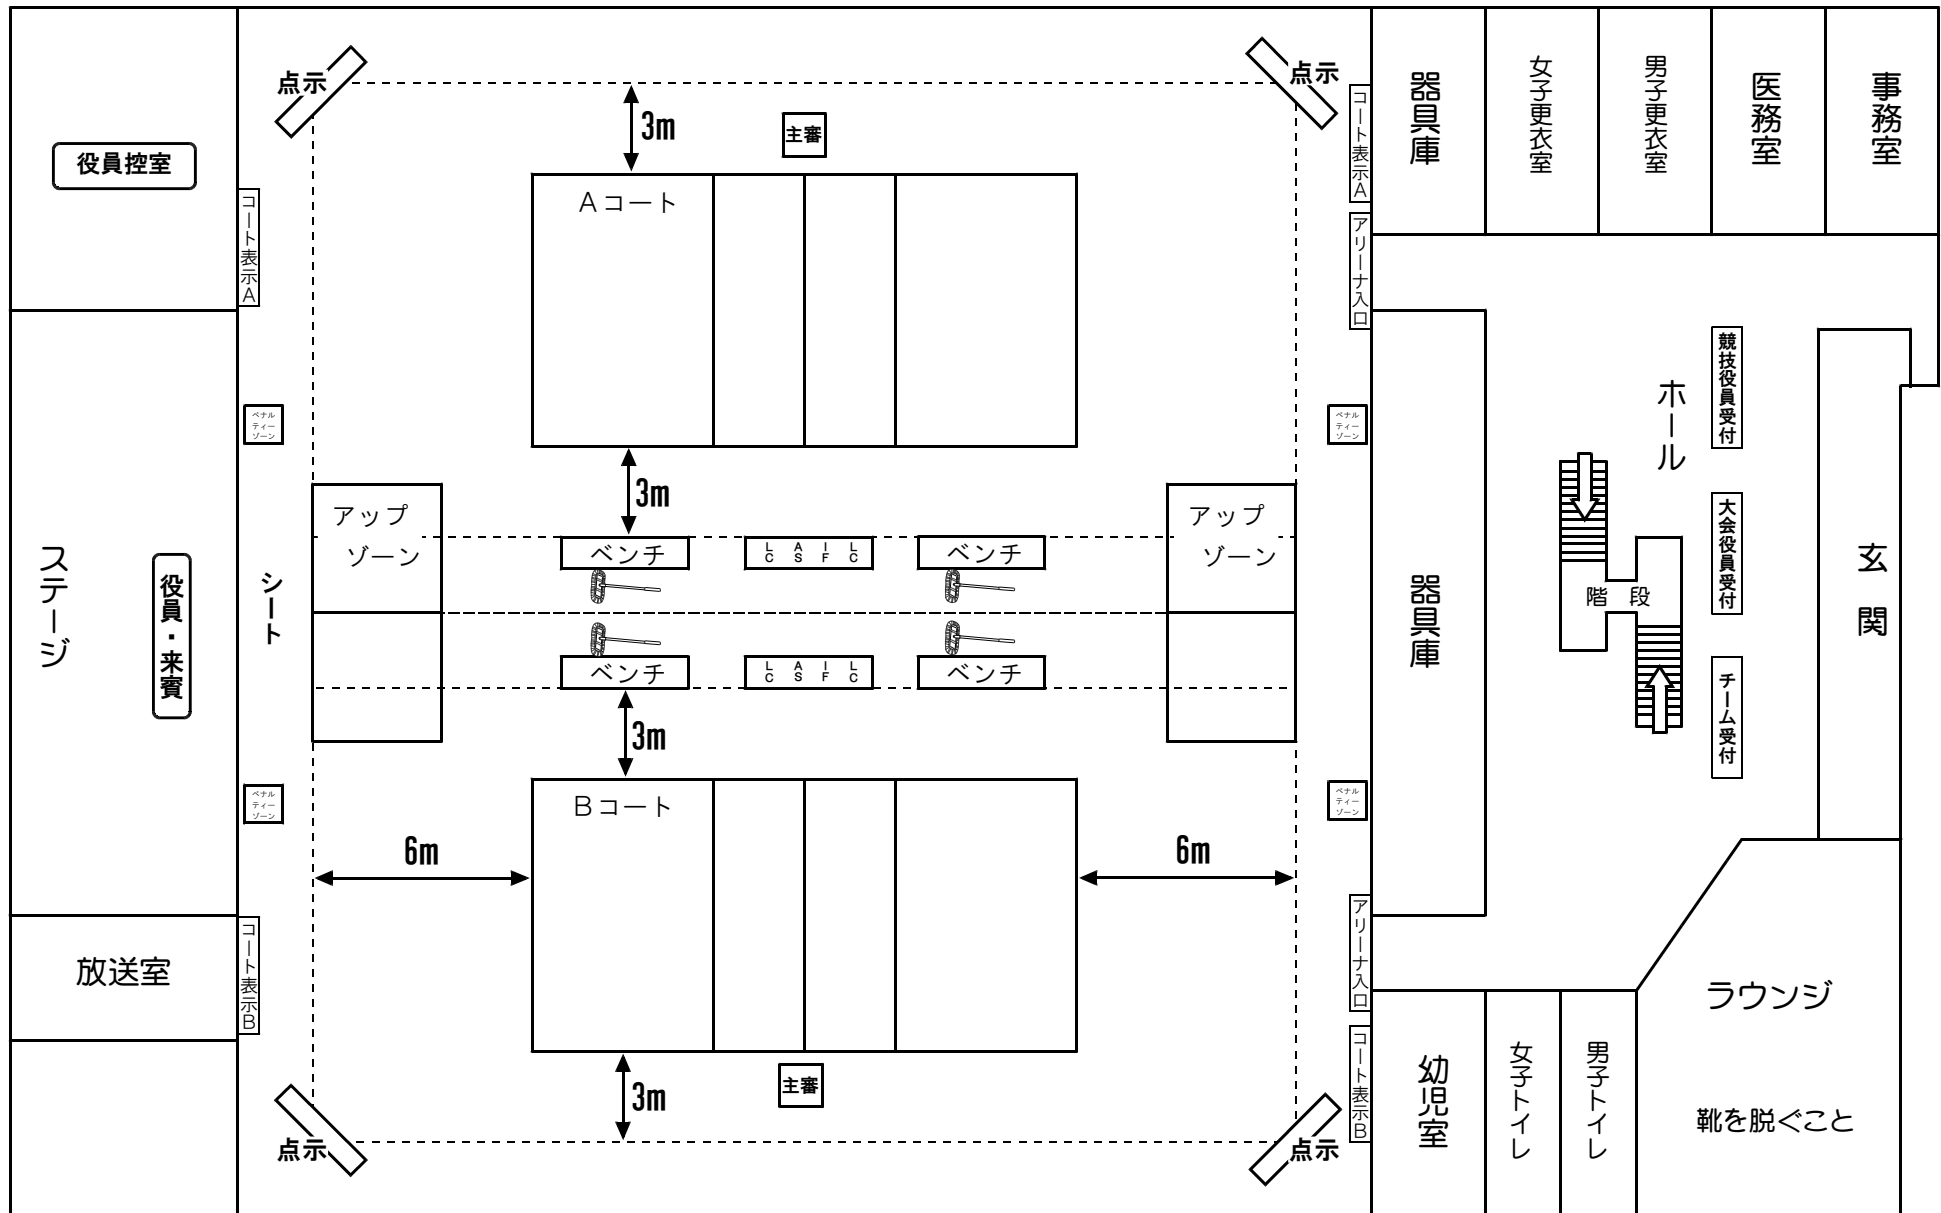 点示
点示
3m
主審
役員控室
Aコート
コート表示A
コート表示A
アリーナ入口
器具庫
女子更衣室
男子更衣室
医務室
事務室
ペナル
ティー
ゾーン
ペナル
ティー
ゾーン
3m
アップ
ゾーン
アップ
ゾーン
ベンチ
L A I L
C S F C
ベンチ
ステージ
役員・来賓
シート
器具庫
ホール
競技役員受付
大会役員受付
チーム受付
階段
玄関
ベンチ
L A I L
C S F C
ベンチ
3m
ペナル
ティー
ゾーン
ペナル
ティー
ゾーン
Bコート
6m
6m
放送室
コート表示B
アリーナ入口
コート表示B
3m
主審
点示
点示
幼児室
女子トイレ
男子トイレ
ラウンジ
靴を脱ぐこと